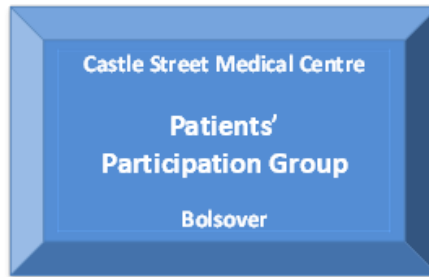 Castle Street Medical Centre
Patients’
Participation Group
Bolsover